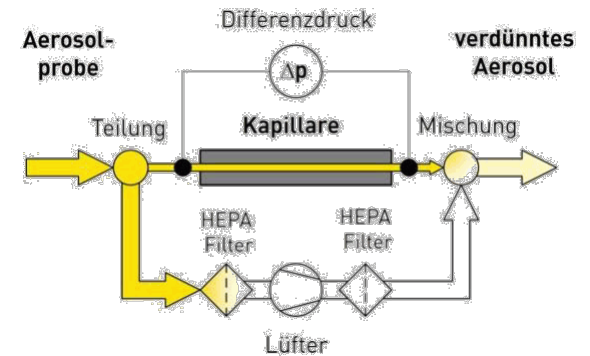 Differenzdruck
Aerosol-
probe
verdünntes
Aerosol
Δp
Teilung
Kapillare
Mischung
HEPA
Filter
HEPA
Filter
Lüfter